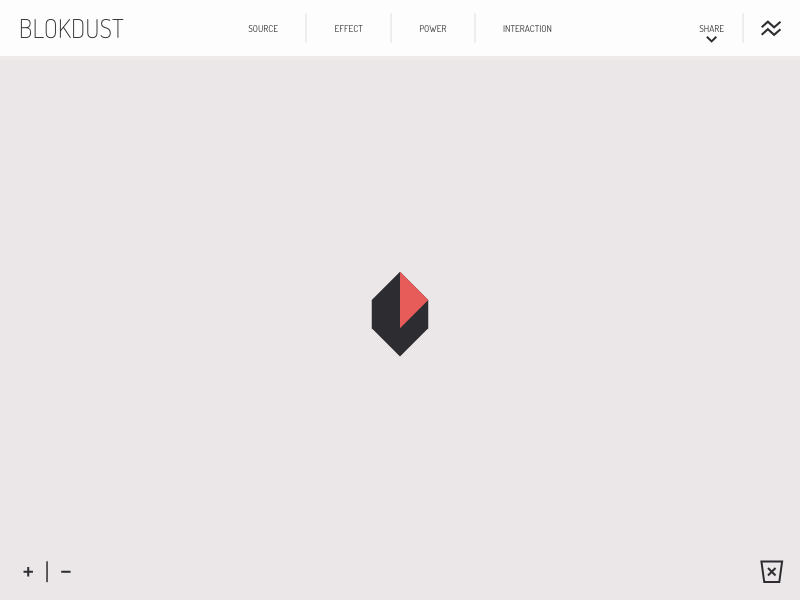 BLOKDUST
SOURCE
EFFECT
POWER
INTERACTION
SHARE